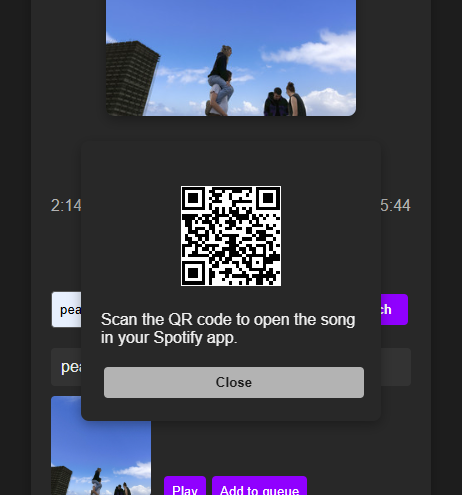 2:14
5:44
pea
ch
Scan the QR code to open the song
in your Spotify app.
pea
Close
Play
Add to queue